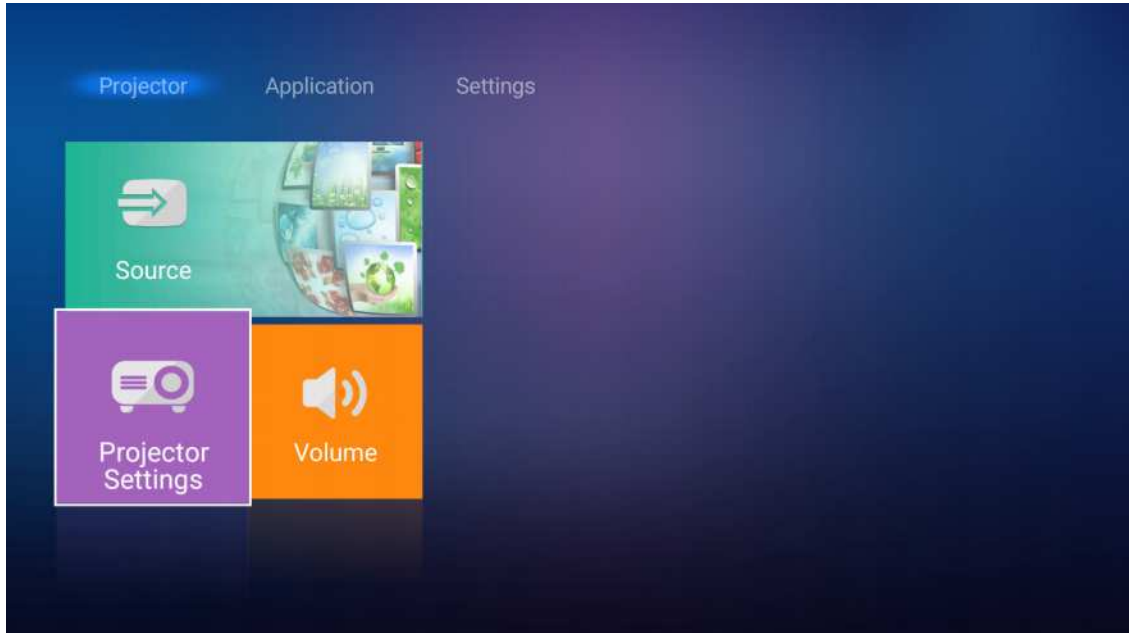 Projector
Application
Settings
Source
Projector
Settings
Volume